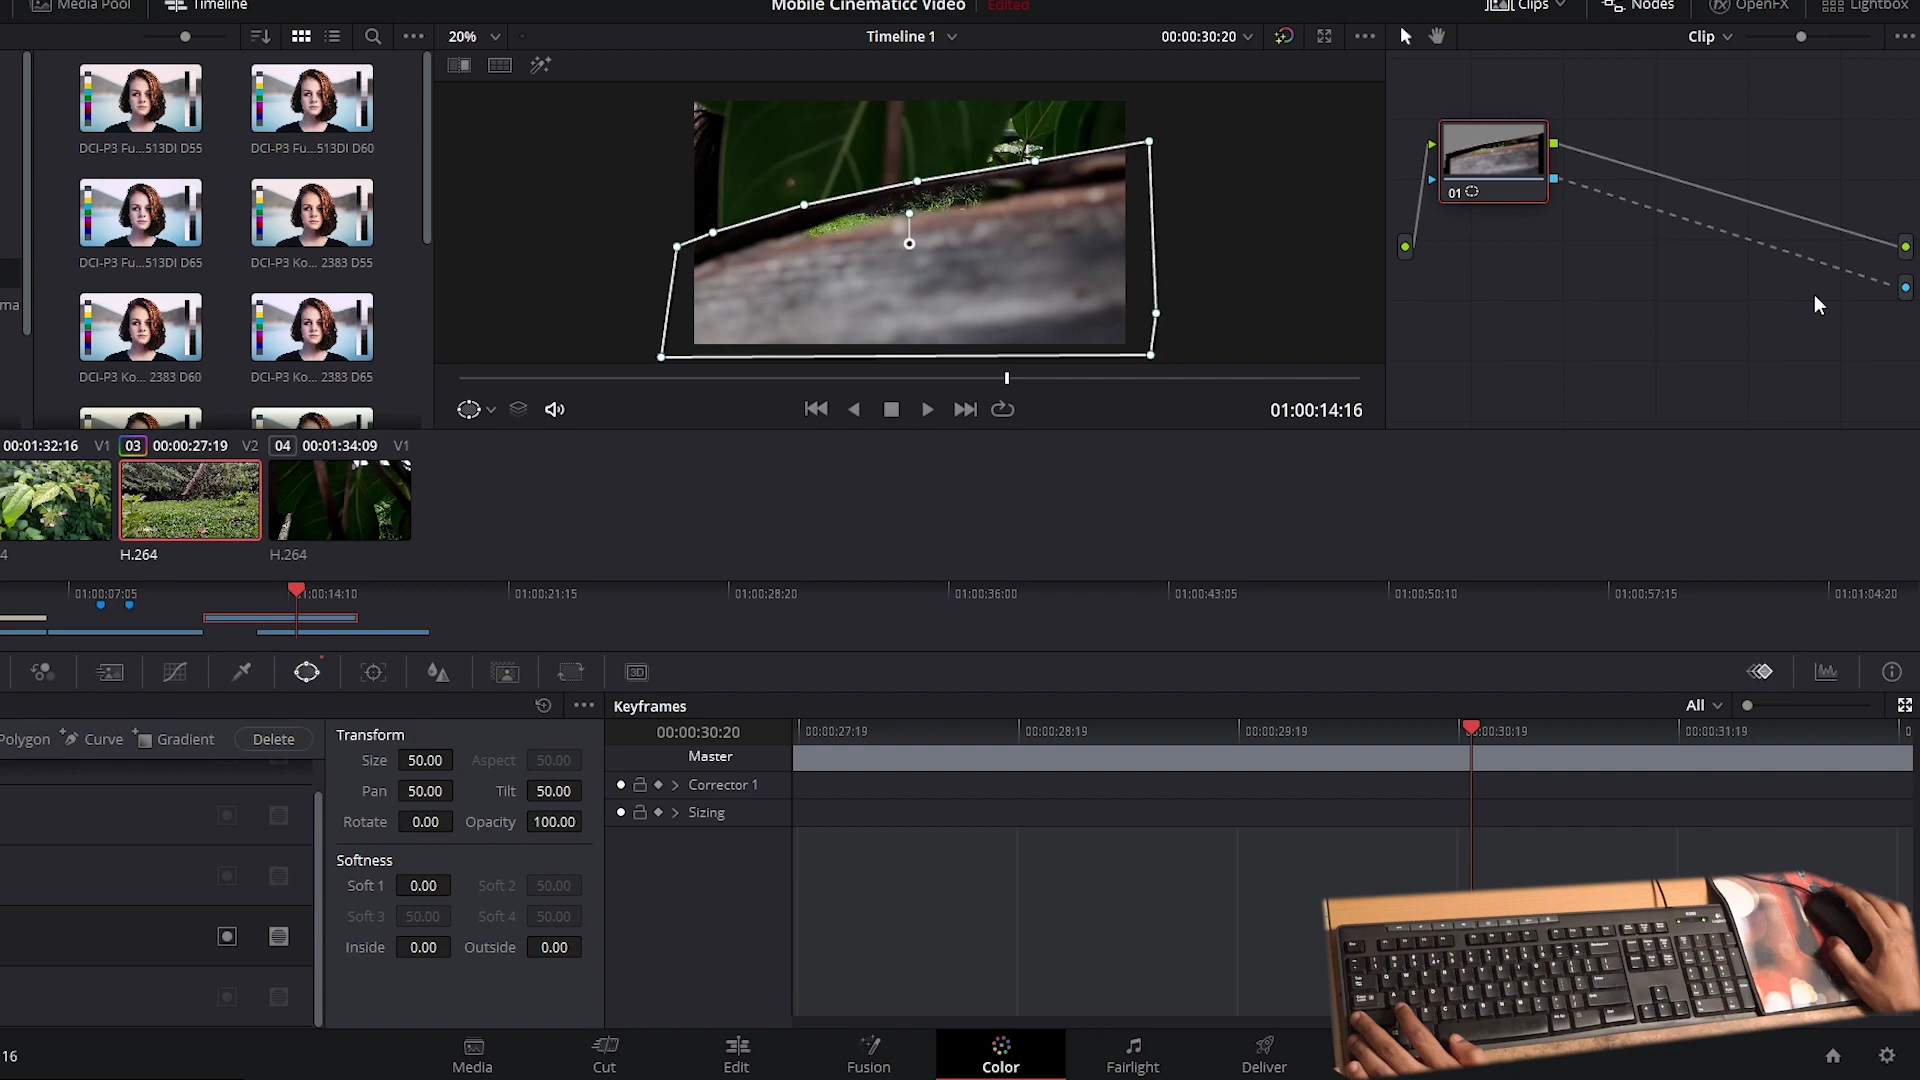 Media Pool
Timeline
Mobile Cinematicc Video
Edited
Clips
Nodes
OpenFX
Lightbox
20%
Timeline 1
00:00:30:20
Clip
DCI-P3 Fu...513DI D55
DCI-P3 Fu...513DI D60
DCI-P3 Fu...513DI D65
DCI-P3 Ko... 2383 D55
ma
DCI-P3 Ko... 2383 D60
DCI-P3 Ko... 2383 D65
01
01:00:14:16
00:01:32:16 V1
03 00:00:27:19 V2
04 00:01:34:09 V1
4
H.264
H.264
01:00:07:05
01:00:14:10
01:00:21:15
01:00:28:20
01:00:36:00
01:00:43:05
01:00:50:10
01:00:57:15
01:01:04:20
3D
Polygon
Curve
Gradient
Delete
Transform
Size 50.00 Aspect 50.00
Pan 50.00 Tilt 50.00
Rotate 0.00 Opacity 100.00
Softness
Soft 1 0.00 Soft 2 50.00
Soft 3 50.00 Soft 4 50.00
Inside 0.00 Outside 0.00
Keyframes
All
00:00:30:20
00:00:27:19
00:00:28:19
00:00:29:19
00:00:30:19
00:00:31:19
0
Master
Corrector 1
Sizing
16
Media
Cut
Edit
Fusion
Color
Fairlight
Deliver